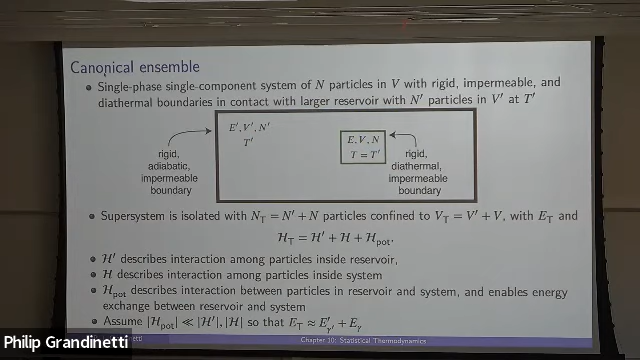 Canonical ensemble
Single-phase single-component system of N particles in V with rigid, impermeable, and
diathermal boundaries in contact with larger reservoir with N′ particles in V′ at T′
E′, V′, N′
T′
E, V, N
T = T′
rigid,
adiabatic,
impermeable
boundary
rigid,
diathermal,
impermeable
boundary
Supersystem is isolated with N_T = N′ + N particles confined to V_T = V′ + V, with E_T and
ℋ_T = ℋ′ + ℋ + ℋ_pot,
ℋ′ describes interaction among particles inside reservoir,
ℋ describes interaction among particles inside system
ℋ_pot describes interaction between particles in reservoir and system, and enables energy
exchange between reservoir and system
Assume |ℋ_pot| ≪ |ℋ′|, |ℋ| so that E_T ≈ E′_γ′ + E_γ
Philip Grandinetti
Chapter 10: Statistical Thermodynamics